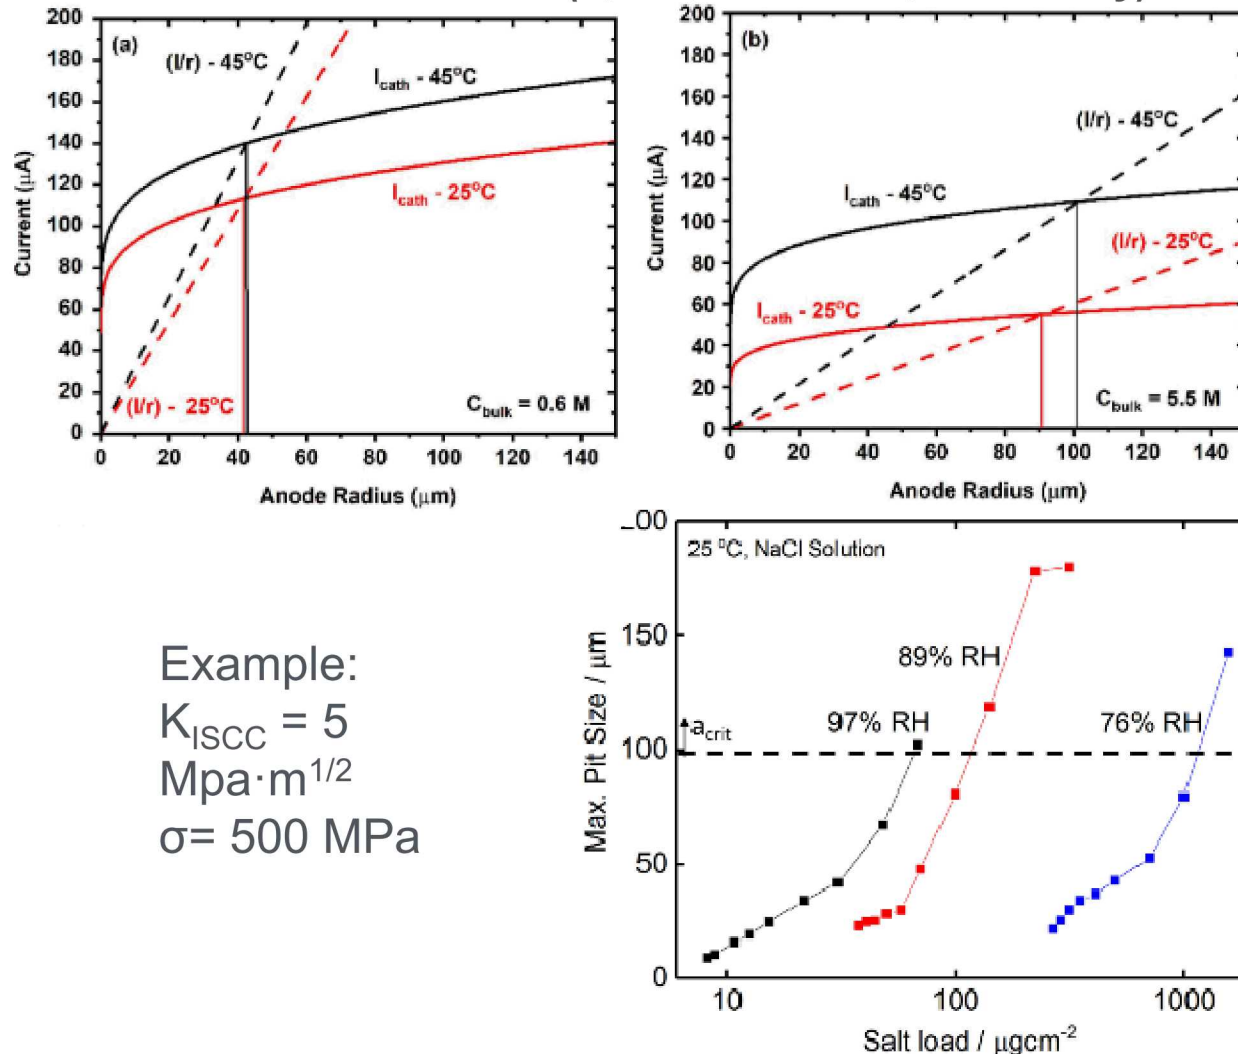 200
180
160
140
120
100
80
60
40
20
0
Current (μA)
(a)
(I/r) - 45°C
I_cath - 45°C
I_cath - 25°C
(I/r) - 25°C
C_bulk = 0.6 M
0 20 40 60 80 100 120 140
Anode Radius (μm)
200
180
160
140
120
100
80
60
40
20
0
Current (μA)
(b)
(I/r) - 45°C
I_cath - 45°C
(I/r) - 25°C
I_cath - 25°C
C_bulk = 5.5 M
0 20 40 60 80 100 120 140
Anode Radius (μm)
Example:
K_ISCC = 5
Mpa·m^1/2
σ= 500 MPa
00
150
100
50
0
Max. Pit Size / μm
25 °C, NaCl Solution
89% RH
97% RH
76% RH
a_crit
10 100 1000
Salt load / μgcm^-2